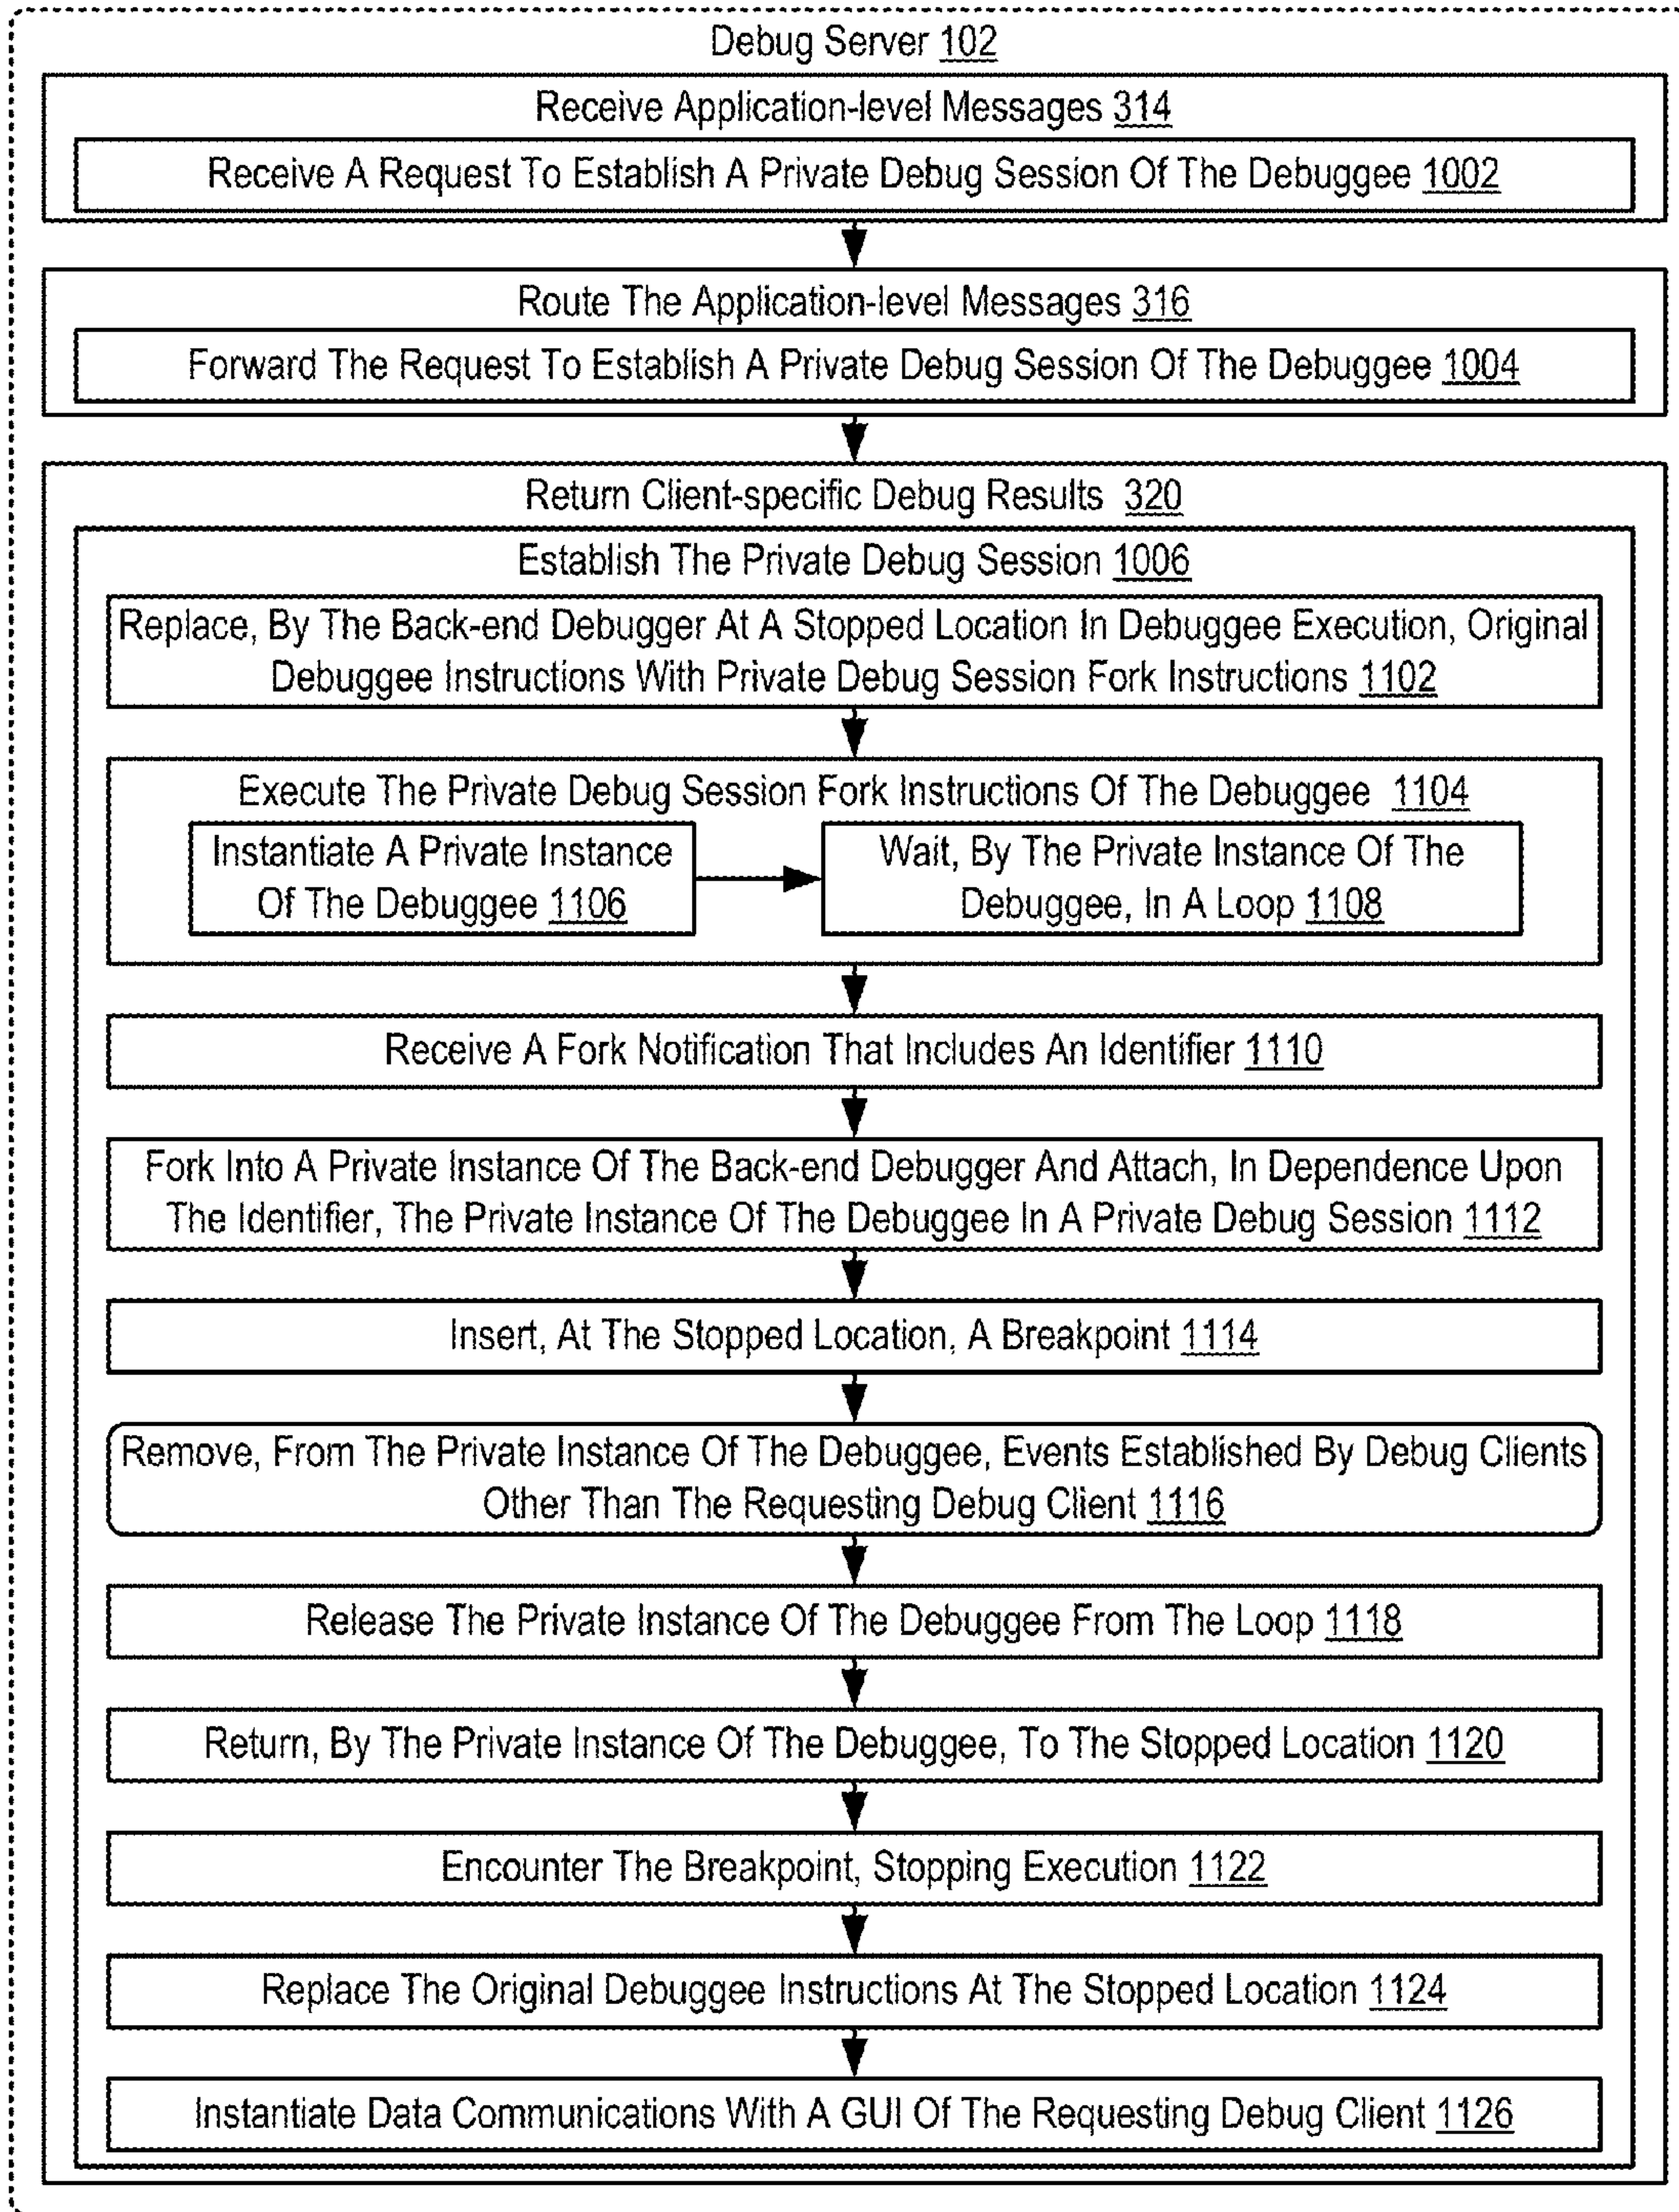 Debug Server 102
Receive Application-level Messages 314
Receive A Request To Establish A Private Debug Session Of The Debuggee 1002
Route The Application-level Messages 316
Forward The Request To Establish A Private Debug Session Of The Debuggee 1004
Return Client-specific Debug Results 320
Establish The Private Debug Session 1006
Replace, By The Back-end Debugger At A Stopped Location In Debuggee Execution, Original
Debuggee Instructions With Private Debug Session Fork Instructions 1102
Execute The Private Debug Session Fork Instructions Of The Debuggee 1104
Instantiate A Private Instance
Of The Debuggee 1106
Wait, By The Private Instance Of The
Debuggee, In A Loop 1108
Receive A Fork Notification That Includes An Identifier 1110
Fork Into A Private Instance Of The Back-end Debugger And Attach, In Dependence Upon
The Identifier, The Private Instance Of The Debuggee In A Private Debug Session 1112
Insert, At The Stopped Location, A Breakpoint 1114
Remove, From The Private Instance Of The Debuggee, Events Established By Debug Clients
Other Than The Requesting Debug Client 1116
Release The Private Instance Of The Debuggee From The Loop 1118
Return, By The Private Instance Of The Debuggee, To The Stopped Location 1120
Encounter The Breakpoint, Stopping Execution 1122
Replace The Original Debuggee Instructions At The Stopped Location 1124
Instantiate Data Communications With A GUI Of The Requesting Debug Client 1126